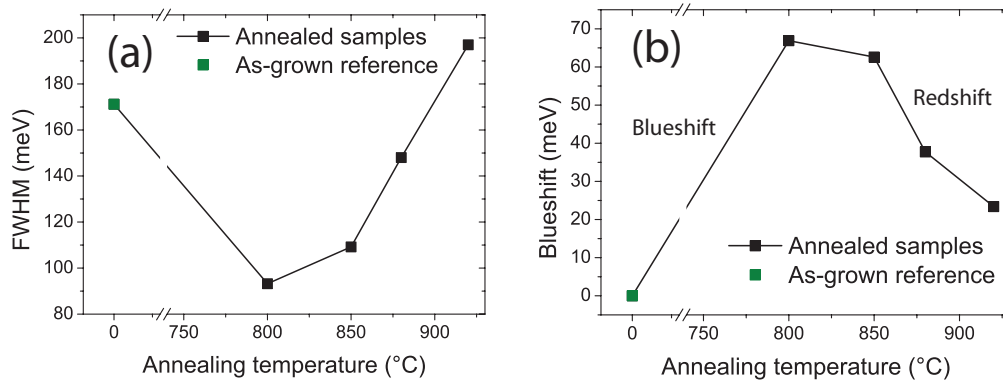 (a)
Annealed samples
As-grown reference
200
180
160
140
120
100
80
FWHM (meV)
0 750 800 850 900
Annealing temperature (°C)
(b)
70
60
50
40
30
20
10
0
Blueshift (meV)
Blueshift
Redshift
Annealed samples
As-grown reference
0 750 800 850 900
Annealing temperature (°C)